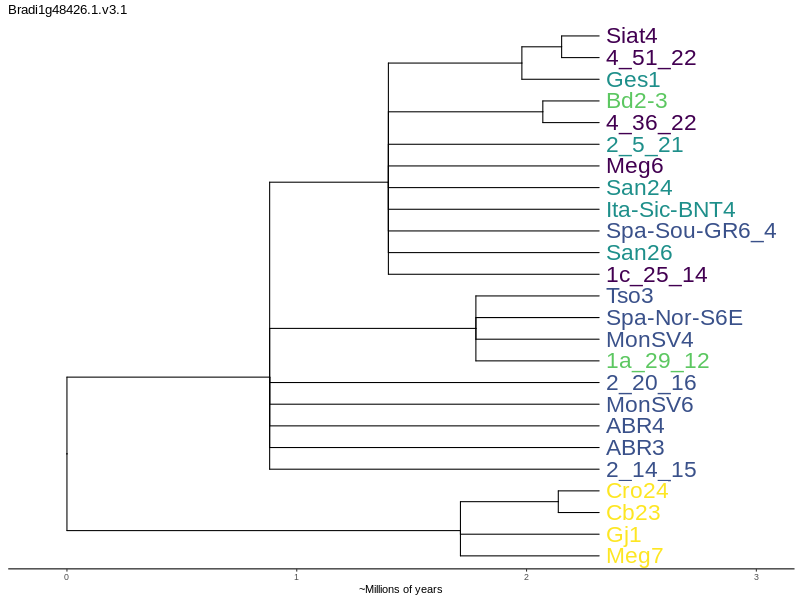 Bradi1g48426.1.v3.1
Siat4
4_51_22
Ges1
Bd2-3
4_36_22
2_5_21
Meg6
San24
Ita-Sic-BNT4
Spa-Sou-GR6_4
San26
1c_25_14
Tso3
Spa-Nor-S6E
MonSV4
1a_29_12
2_20_16
MonSV6
ABR4
ABR3
2_14_15
Cro24
Cb23
Gj1
Meg7
0 1 2 3
~Millions of years